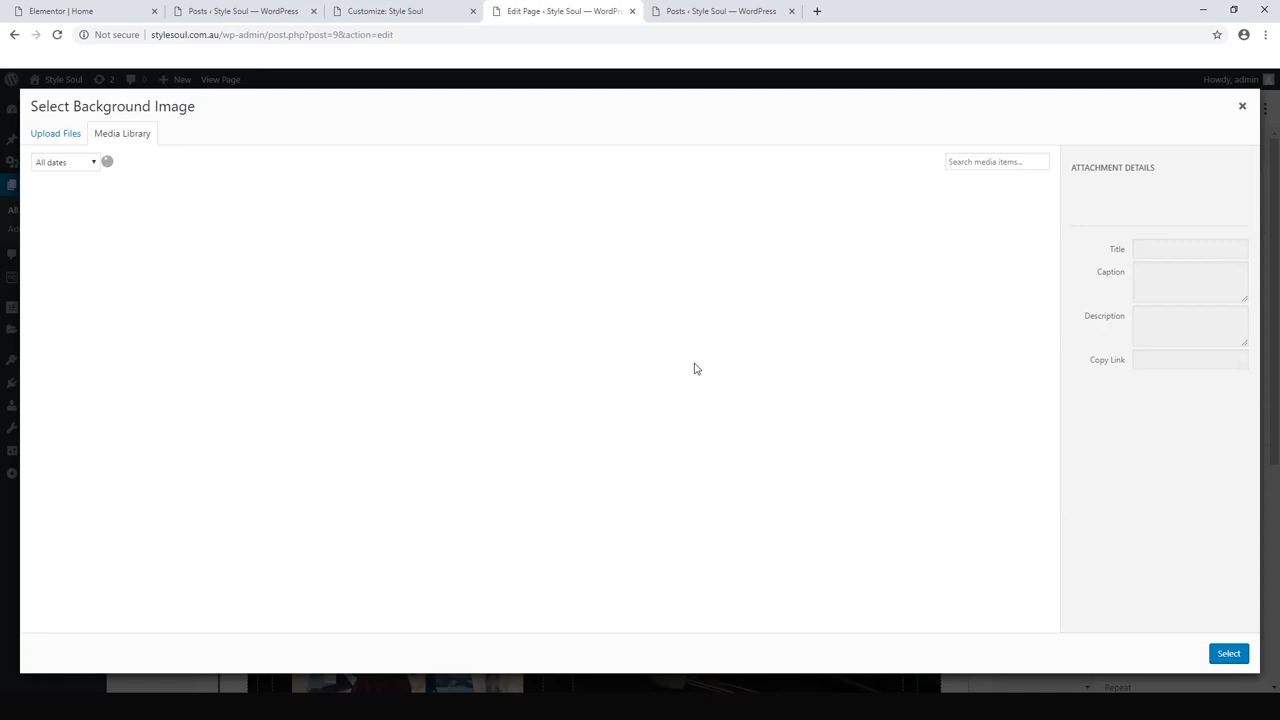 Elementor | Home
Posts ‹ Style Soul — WordPress
Customize: Style Soul
Edit Page ‹ Style Soul — WordPr
Posts ‹ Style Soul — WordPress
Not secure | stylesoul.com.au/wp-admin/post.php?post=9&action=edit
Style Soul 2 0 New View Page Howdy, admin
Select Background Image
Upload Files Media Library
All dates Search media items...
ATTACHMENT DETAILS
All
Title
Caption
Description
Copy Link
Select
Repeat